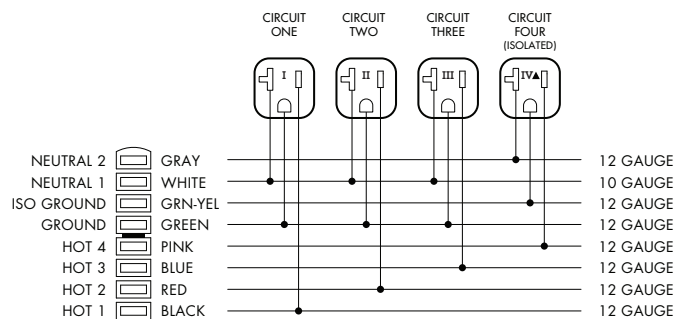 CIRCUIT ONE
CIRCUIT TWO
CIRCUIT THREE
CIRCUIT FOUR (ISOLATED)
I
II
III
IV▲
NEUTRAL 2 GRAY 12 GAUGE
NEUTRAL 1 WHITE 10 GAUGE
ISO GROUND GRN-YEL 12 GAUGE
GROUND GREEN 12 GAUGE
HOT 4 PINK 12 GAUGE
HOT 3 BLUE 12 GAUGE
HOT 2 RED 12 GAUGE
HOT 1 BLACK 12 GAUGE